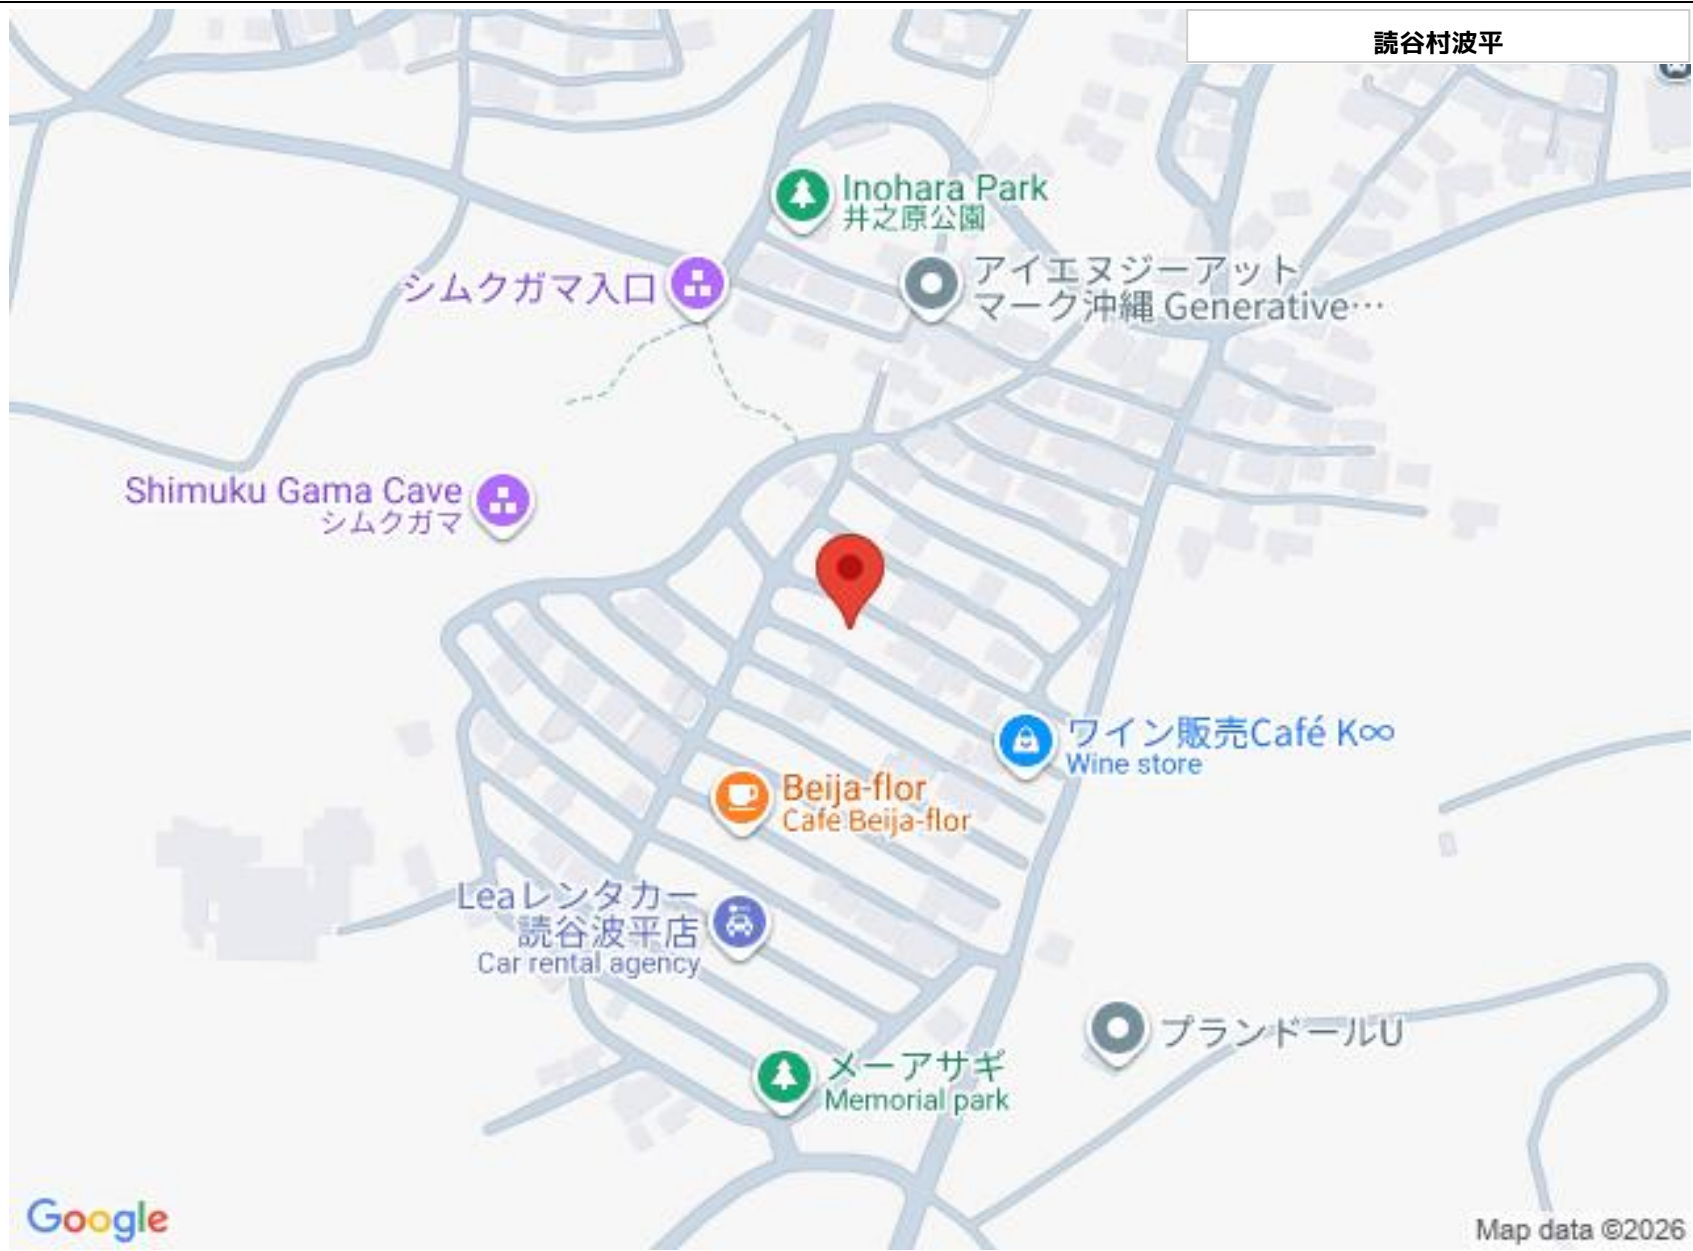 読谷村波平
Inohara Park
井之原公園
シムクガマ入口
アイエヌジーアット
マーク沖縄 Generative…
Shimuku Gama Cave
シムクガマ
ワイン販売Café K∞
Wine store
Beija-flor
Café Beija-flor
Leaレンタカー
読谷波平店
Car rental agency
プランドールU
メーアサギ
Memorial park
Google
Map data ©2026